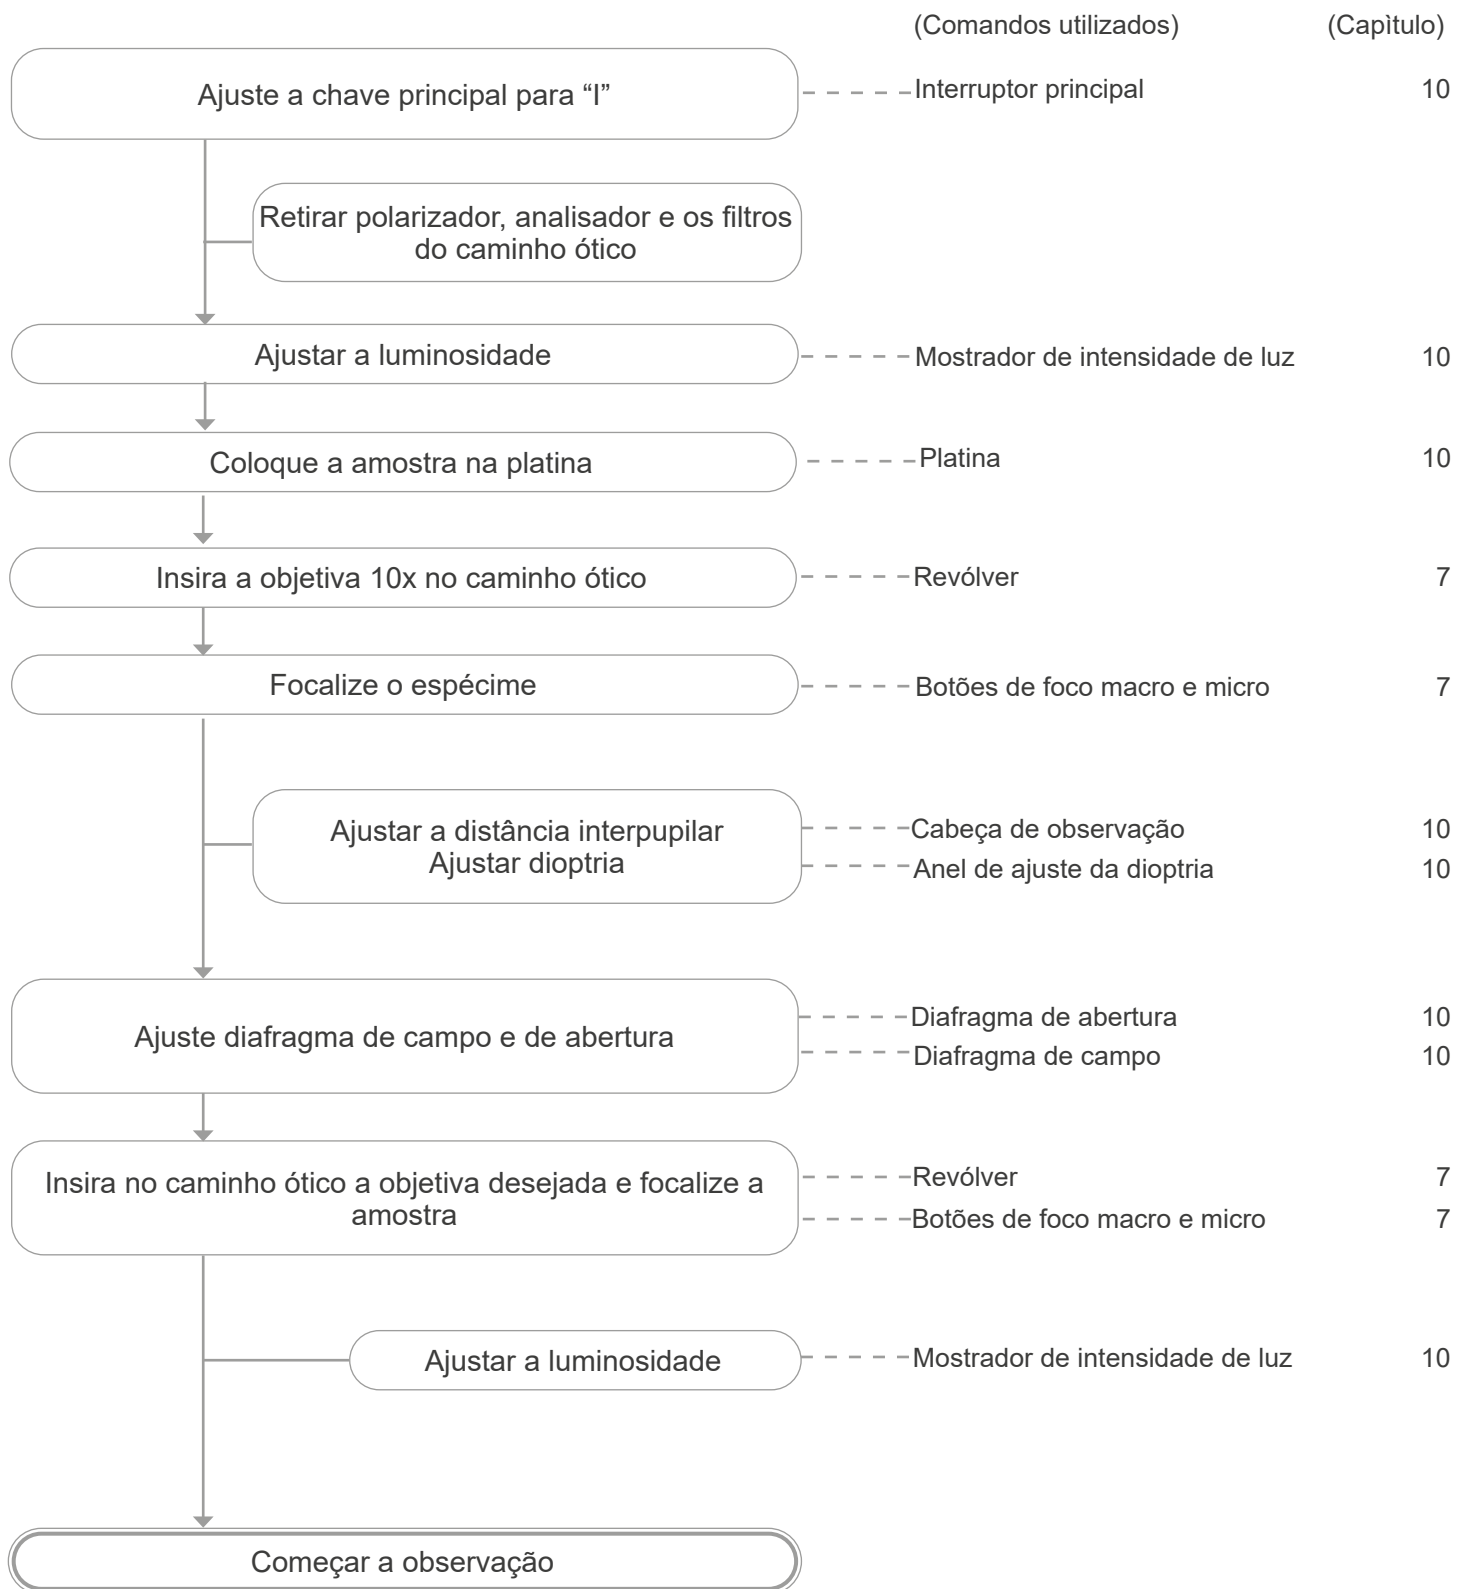 (Comandos utilizados) (Capìtulo)
Ajuste a chave principal para “I” Interruptor principal 10
Retirar polarizador, analisador e os filtros
do caminho ótico
Ajustar a luminosidade Mostrador de intensidade de luz 10
Coloque a amostra na platina Platina 10
Insira a objetiva 10x no caminho ótico Revólver 7
Focalize o espécime Botões de foco macro e micro 7
Ajustar a distância interpupilar Cabeça de observação 10
Ajustar dioptria Anel de ajuste da dioptria 10
Ajuste diafragma de campo e de abertura
Diafragma de abertura 10
Diafragma de campo 10
Insira no caminho ótico a objetiva desejada e focalize a
amostra
Revólver 7
Botões de foco macro e micro 7
Ajustar a luminosidade Mostrador de intensidade de luz 10
Começar a observação